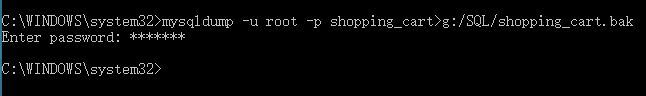 C:\WINDOWS\system32>mysqldump -u root -p shopping_cart>g:/SQL/shopping_cart.bak
Enter password: *******
C:\WINDOWS\system32>